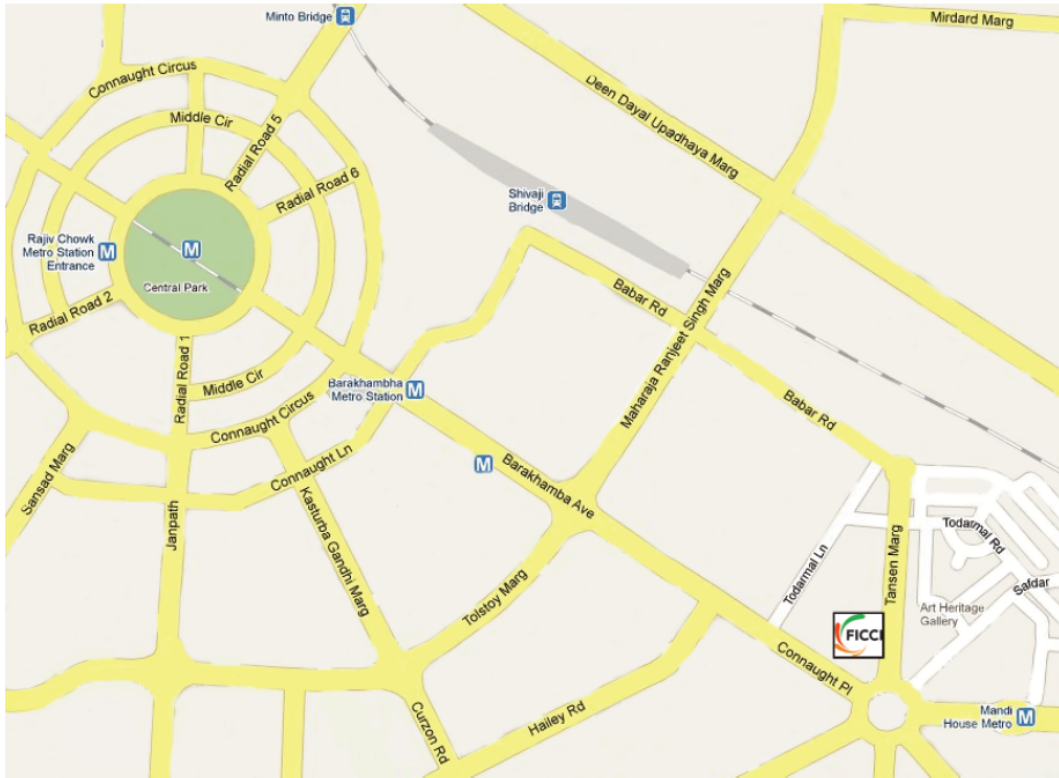 Minto Bridge
Mirdard Marg
Connaught Circus
Deen Dayal Upadhaya Marg
Middle Cir
Radial Road 5
Radial Road 6
Shivaji
Bridge
Rajiv Chowk
Metro Station
Entrance
M
M
Central Park
Radial Road 2
Babar Rd
Maharaja Ranjeet Singh Marg
Radial Road 1
Middle Cir
Barakhambha
Metro Station
M
Babar Rd
Connaught Circus
Connaught Ln
Sansad Marg
M
Barakhamba Ave
Janpath
Kasturba Gandhi Marg
Todarmal Rd
Todarmal Ln
Tansen Marg
Safdar
Tolstoy Marg
Art Heritage
Gallery
FICCI
Connaught Pl
Curzon Rd
Hailey Rd
Mandi
House Metro
M